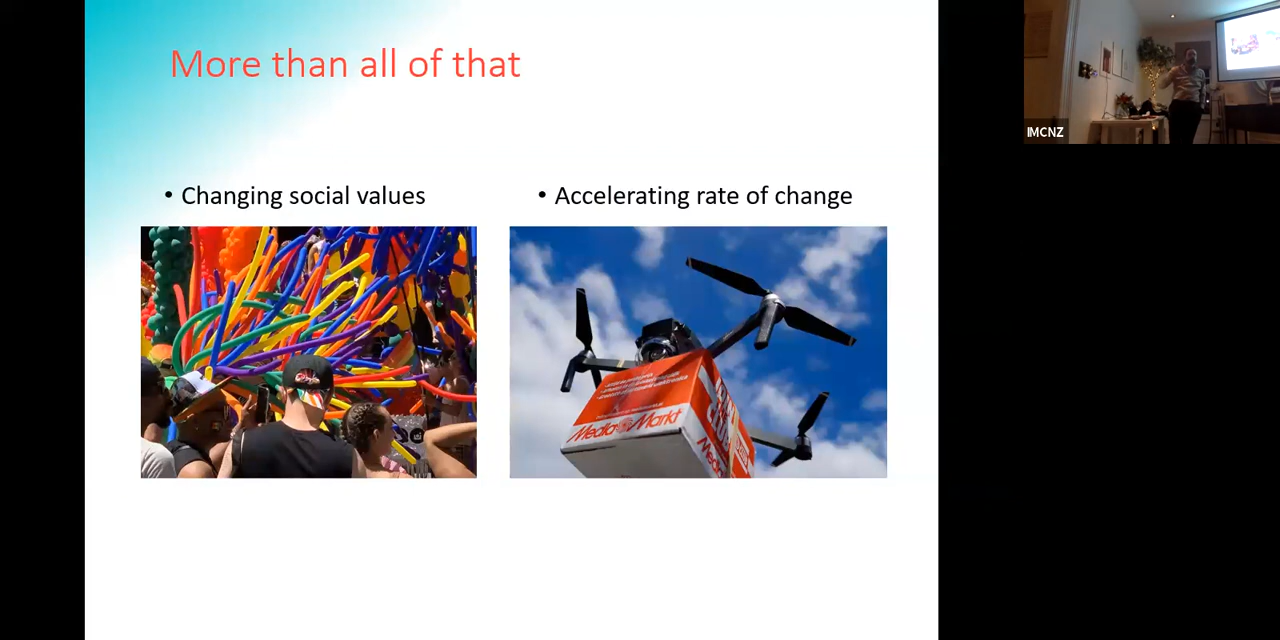 More than all of that
• Changing social values
• Accelerating rate of change
Media Markt
IMCNZ